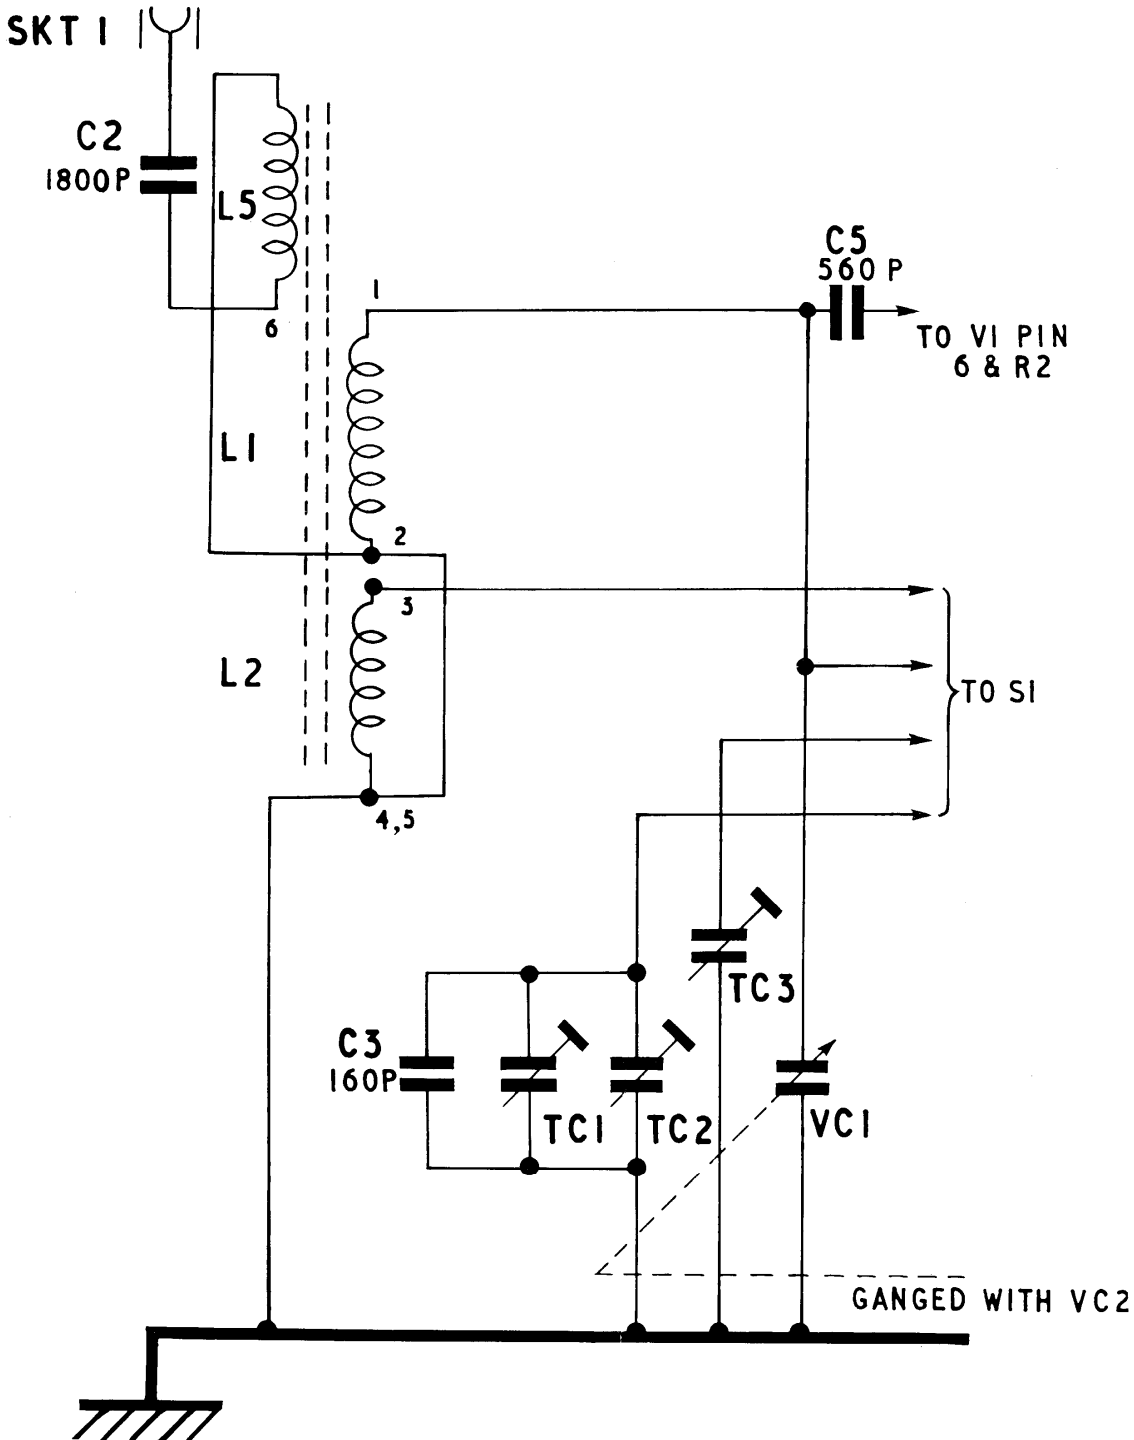 SKT 1
C2
1800P
L5
6
1
C5
560 P
TO V1 PIN
6 & R2
L1
2
3
L2
TO S1
4,5
TC3
C3
160P
TC1
TC2
VC1
GANGED WITH VC2